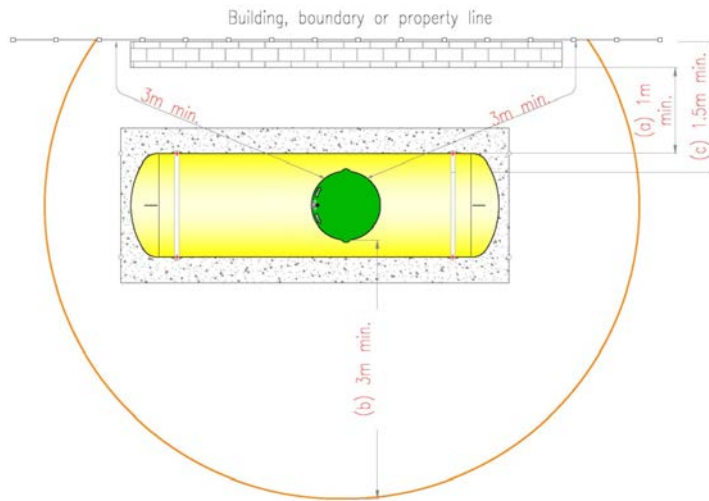 Building, boundary or property line
3m min.
3m min.
(a) 1m
min.
(c) 1.5m min.
(b) 3m min.